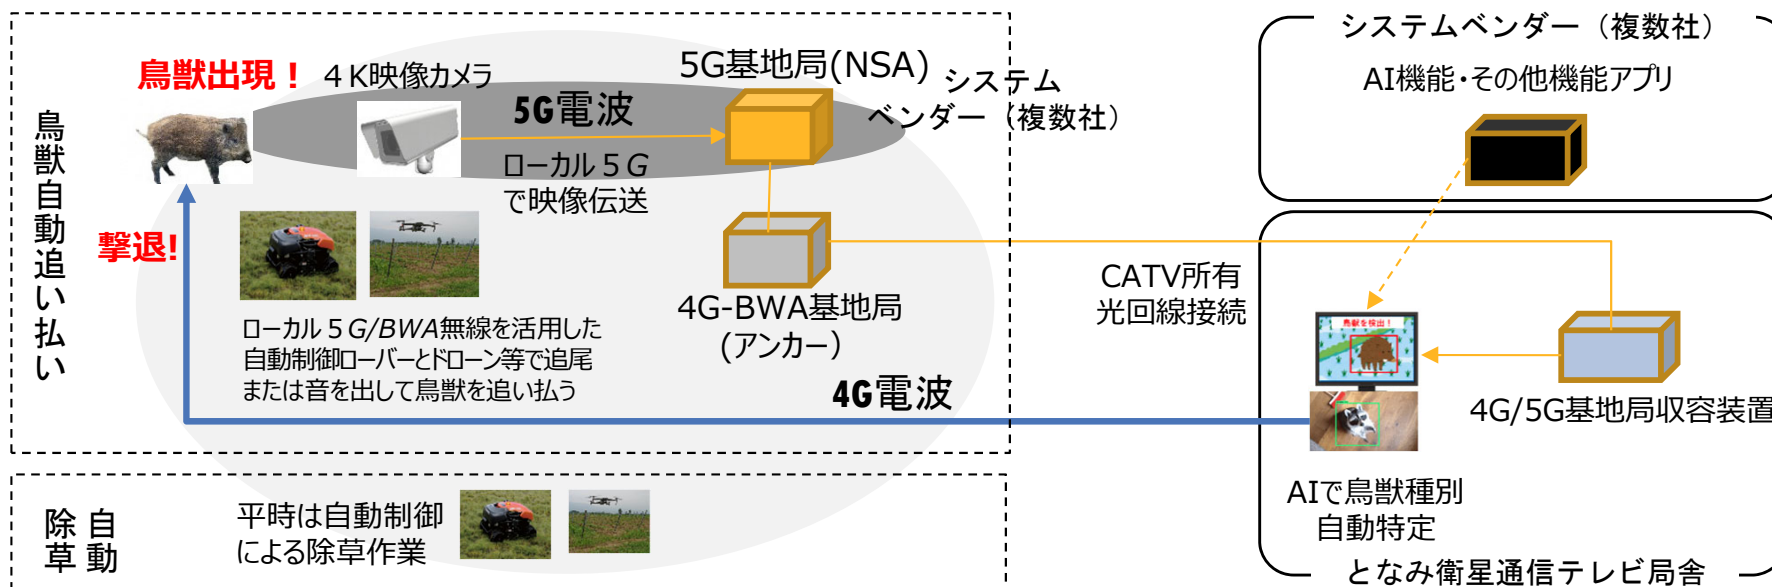 鳥獣自動追い払い
鳥獣出現！
４K映像カメラ
5G電波
ローカル５G
で映像伝送
5G基地局(NSA)
システム
ベンダー（複数社）
撃退!
ローカル５G/BWA無線を活用した
自動制御ローバーとドローン等で追尾
または音を出して鳥獣を追い払う
4G-BWA基地局
(アンカー）
4G電波
CATV所有
光回線接続
システムベンダー（複数社）
AI機能・その他機能アプリ
鳥獣を検出！
4G/5G基地局収容装置
AIで鳥獣種別
自動特定
となみ衛星通信テレビ局舎
自動
除草
平時は自動制御
による除草作業